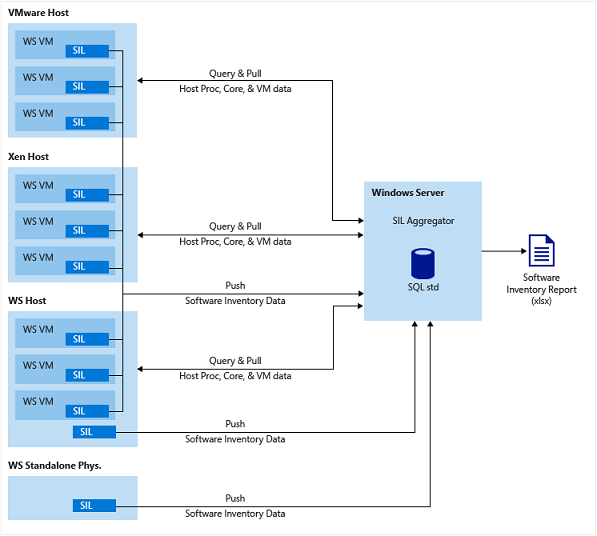 VMware Host
WS VM
SIL
WS VM
SIL
WS VM
SIL
Query & Pull
Host Proc, Core, & VM data
Xen Host
WS VM
SIL
WS VM
SIL
WS VM
SIL
Query & Pull
Host Proc, Core, & VM data
Push
Software Inventory Data
WS Host
WS VM
SIL
WS VM
SIL
WS VM
SIL
SIL
Query & Pull
Host Proc, Core, & VM data
Push
Software Inventory Data
WS Standalone Phys.
SIL
Push
Software Inventory Data
Windows Server
SIL Aggregator
SQL std
Software
Inventory Report
(xlsx)